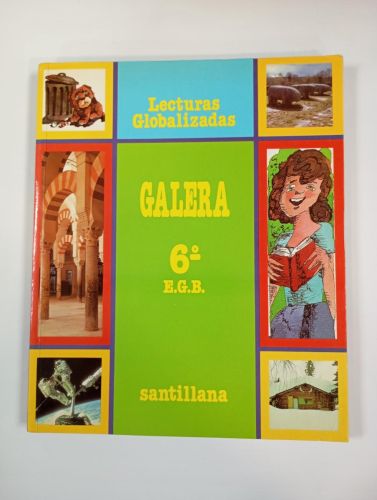 Lecturas
Globalizadas
GALERA
6º
E.G.B.
santillana